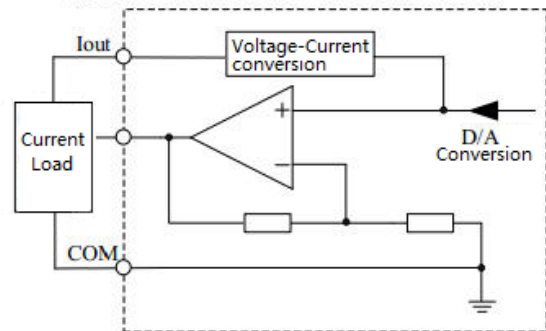 Iout
Voltage-Current
conversion
+
−
D/A
Conversion
Current
Load
COM